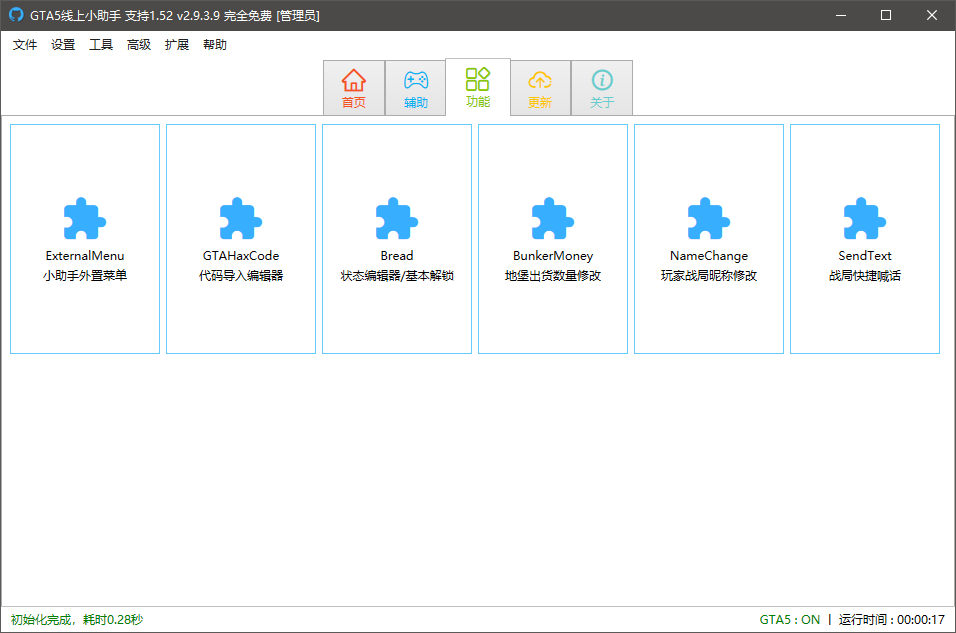 GTA5线上小助手 支持1.52 v2.9.3.9 完全免费 [管理员]
文件 设置 工具 高级 扩展 帮助
首页 辅助 功能 更新 关于
ExternalMenu
小助手外置菜单
GTAHaxCode
代码导入编辑器
Bread
状态编辑器/基本解锁
BunkerMoney
地堡出货数量修改
NameChange
玩家战局昵称修改
SendText
战局快捷喊话
初始化完成，耗时0.28秒
GTA5 : ON | 运行时间 : 00:00:17